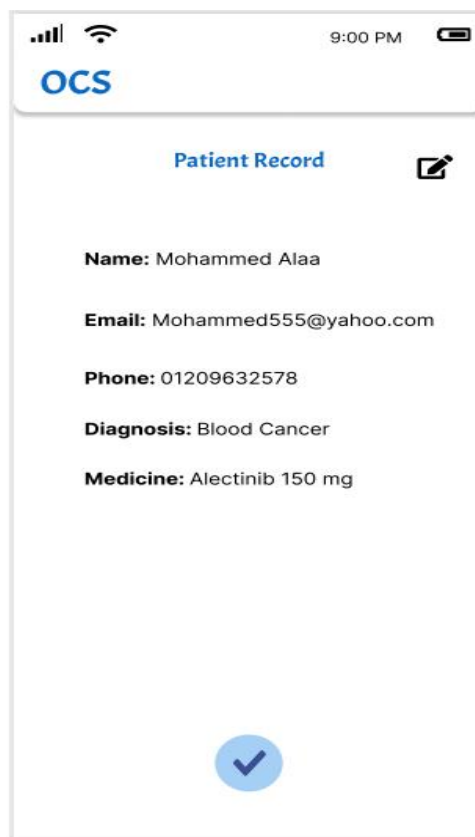 9:00 PM
OCS
Patient Record
Name: Mohammed Alaa
Email: Mohammed555@yahoo.com
Phone: 01209632578
Diagnosis: Blood Cancer
Medicine: Alectinib 150 mg